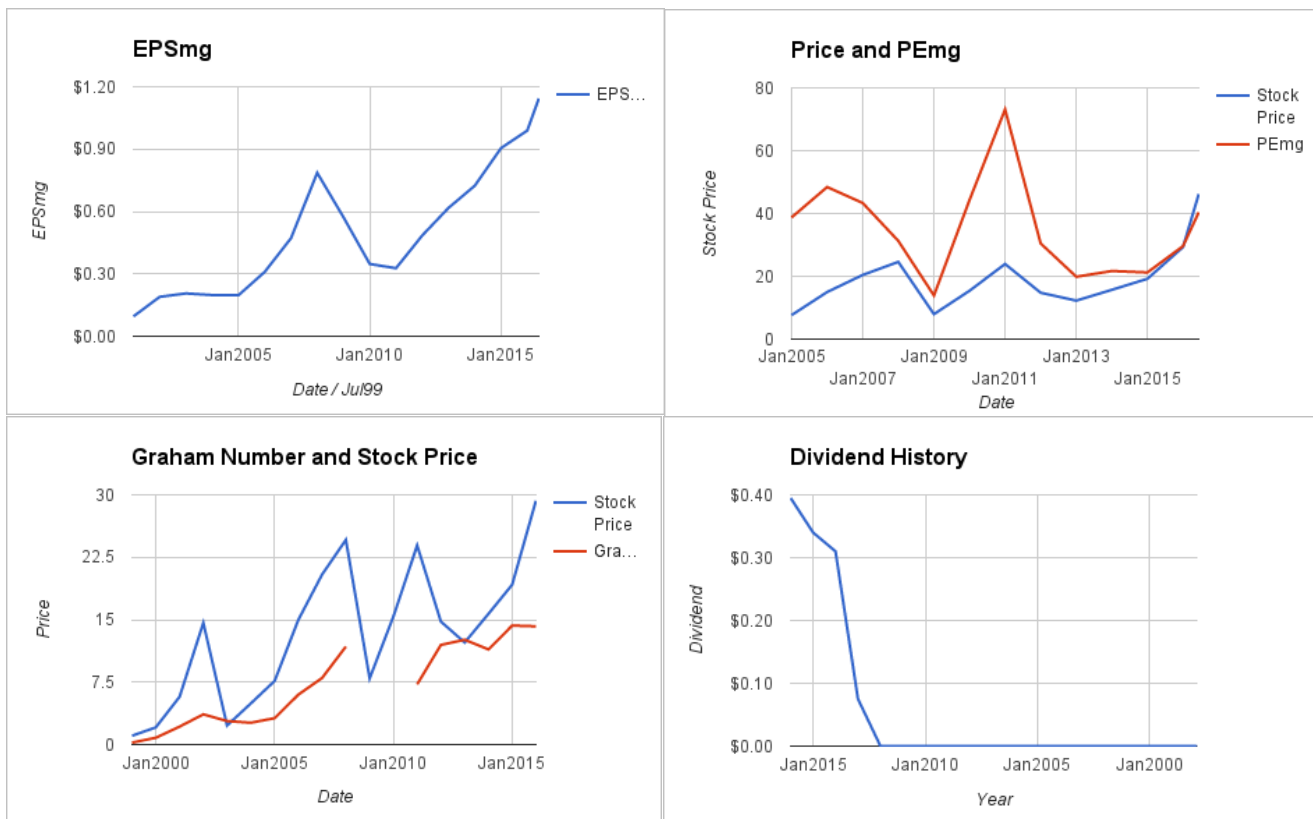 EPSmg
$1.20
$0.90
$0.60
$0.30
$0.00
EPSmg
Jan2005
Jan2010
Jan2015
Date / Jul99
EPS…
Price and PEmg
80
60
40
20
0
Stock Price
Jan2005
Jan2009
Jan2013
Jan2007
Jan2011
Jan2015
Date
Stock
Price
PEmg
Graham Number and Stock Price
30
22.5
15
7.5
0
Price
Jan2000
Jan2005
Jan2010
Jan2015
Date
Stock
Price
Gra…
Dividend History
$0.40
$0.30
$0.20
$0.10
$0.00
Dividend
Jan2015
Jan2010
Jan2005
Jan2000
Year